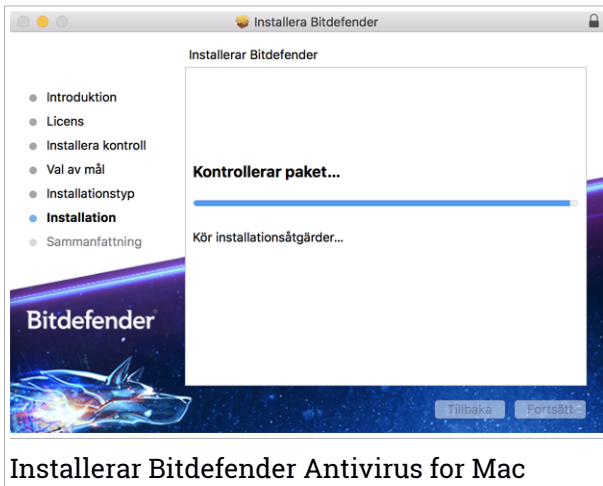 Installera Bitdefender
Installerar Bitdefender
Introduktion
Licens
Installera kontroll
Val av mål
Installationstyp
Installation
Sammanfattning
Kontrollerar paket...
Kör installationsåtgärder...
Bitdefender
Tillbaka
Fortsätt
Installerar Bitdefender Antivirus for Mac